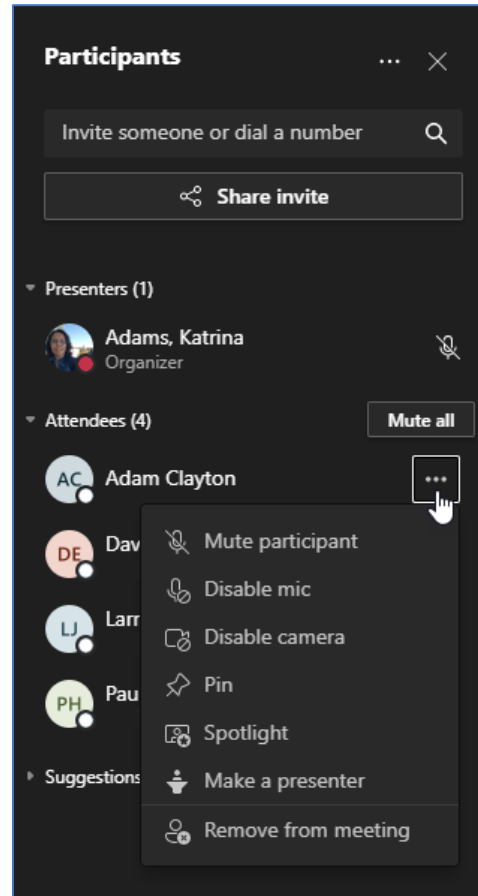 Participants
Invite someone or dial a number
Share invite
Presenters (1)
Adams, Katrina
Organizer
Attendees (4)
Mute all
AC
Adam Clayton
DE
Dav
LJ
Larr
PH
Pau
Mute participant
Disable mic
Disable camera
Pin
Spotlight
Make a presenter
Suggestions
Remove from meeting